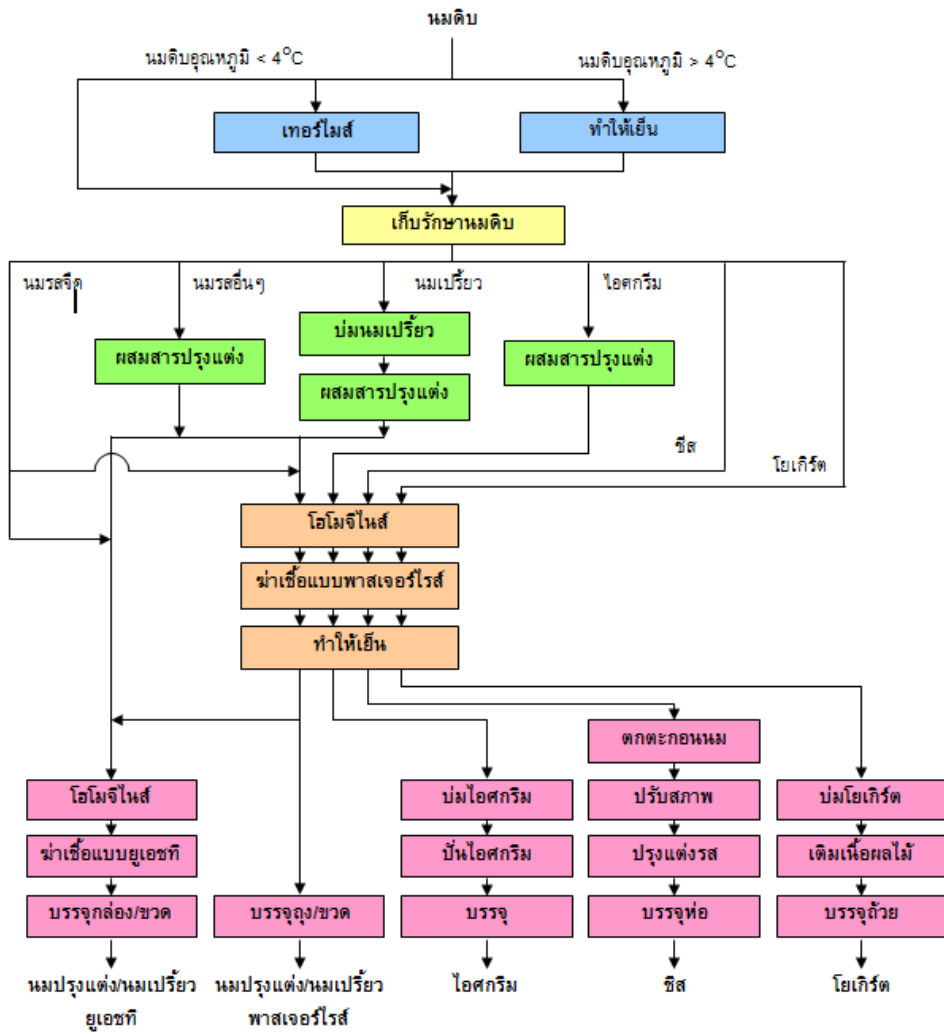 นมดิบ
นมดิบอุณหภูมิ < 4°C
นมดิบอุณหภูมิ > 4°C
เทอร์ไมส์
ทำให้เย็น
เก็บรักษานมดิบ
นมรสจืด
นมรสอื่นๆ
นมเปรี้ยว
ไอศกรีม
บ่มนมเปรี้ยว
ผสมสารปรุงแต่ง
ผสมสารปรุงแต่ง
ผสมสารปรุงแต่ง
ชีส
โยเกิร์ต
โฮโมจีไนส์
ฆ่าเชื้อแบบพาสเจอร์ไรส์
ทำให้เย็น
ตกตะกอนนม
โฮโมจีไนส์
บ่มไอศกรีม
ปรับสภาพ
บ่มโยเกิร์ต
ฆ่าเชื้อแบบยูเอชที
ปั่นไอศกรีม
ปรุงแต่งรส
เติมเนื้อผลไม้
บรรจุกล่อง/ขวด
บรรจุถุง/ขวด
บรรจุ
บรรจุห่อ
บรรจุถ้วย
นมปรุงแต่ง/นมเปรี้ยว
ยูเอชที
นมปรุงแต่ง/นมเปรี้ยว
พาสเจอร์ไรส์
ไอศกรีม
ชีส
โยเกิร์ต